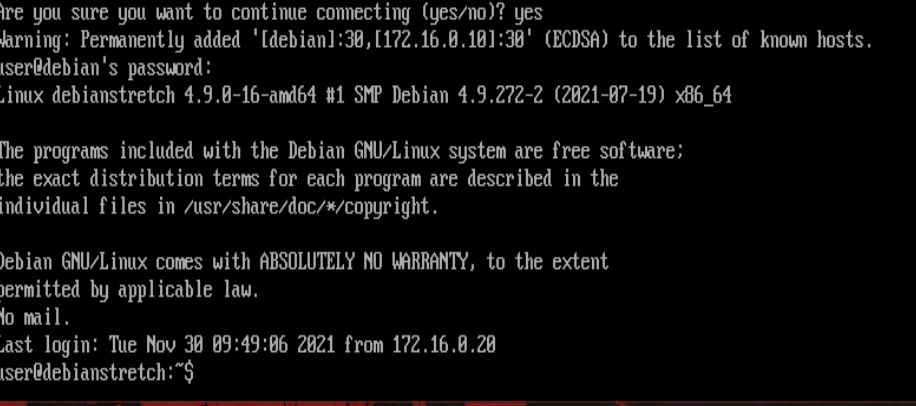 Are you sure you want to continue connecting (yes/no)? yes
Warning: Permanently added '[debian]:30,[172.16.0.10]:30' (ECDSA) to the list of known hosts.
user@debian's password:
Linux debianstretch 4.9.0-16-amd64 #1 SMP Debian 4.9.272-2 (2021-07-19) x86_64
The programs included with the Debian GNU/Linux system are free software;
the exact distribution terms for each program are described in the
individual files in /usr/share/doc/*/copyright.
Debian GNU/Linux comes with ABSOLUTELY NO WARRANTY, to the extent
permitted by applicable law.
No mail.
Last login: Tue Nov 30 09:49:06 2021 from 172.16.0.20
user@debianstretch:~$